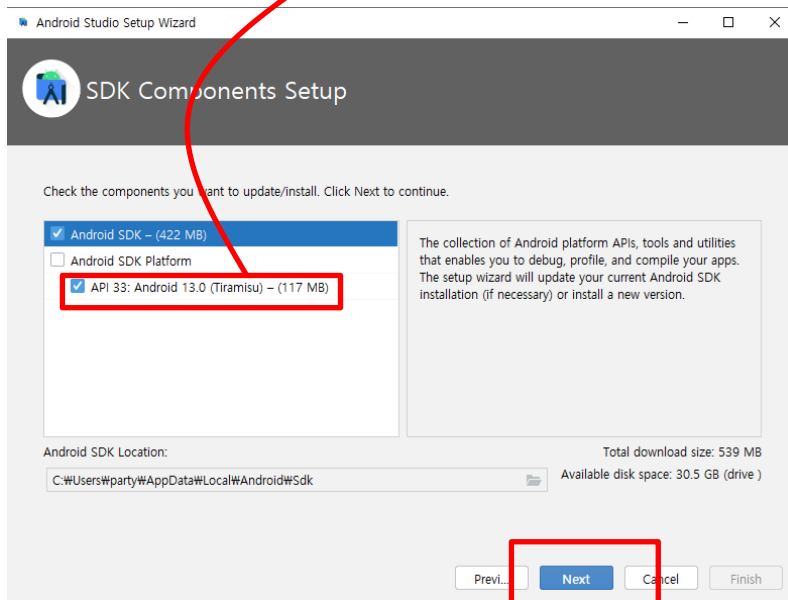 Android Studio Setup Wizard
SDK Components Setup
Check the components you want to update/install. Click Next to continue.
Android SDK – (422 MB)
Android SDK Platform
API 33: Android 13.0 (Tiramisu) – (117 MB)
The collection of Android platform APIs, tools and utilities
that enables you to debug, profile, and compile your apps.
The setup wizard will update your current Android SDK
installation (if necessary) or install a new version.
Android SDK Location:
Total download size: 539 MB
C:₩Users₩party₩AppData₩Local₩Android₩Sdk
Available disk space: 30.5 GB (drive )
Previ...
Next
Cancel
Finish